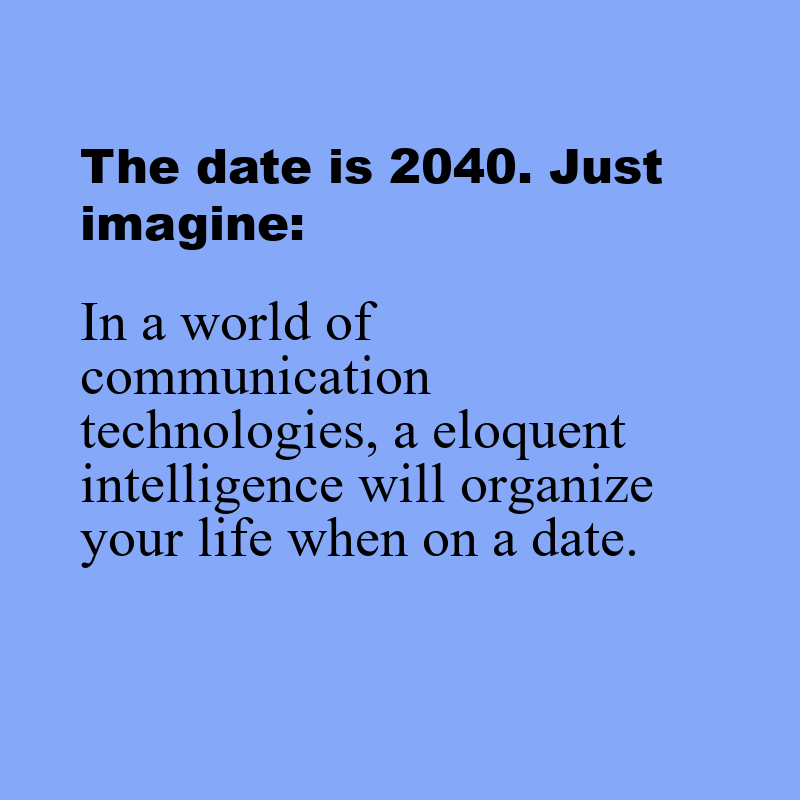 The date is 2040. Just
imagine:
In a world of
communication
technologies, a eloquent
intelligence will organize
your life when on a date.